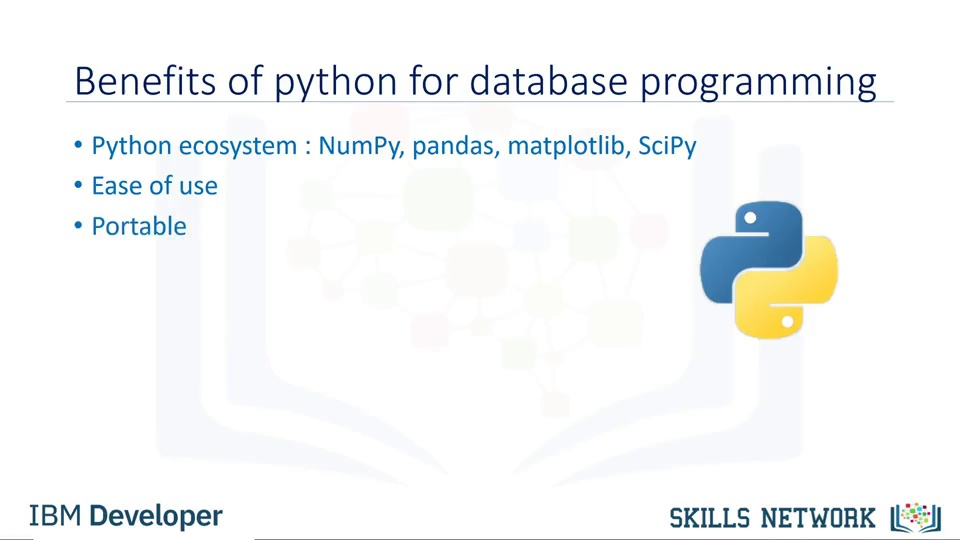 Benefits of python for database programming
• Python ecosystem : NumPy, pandas, matplotlib, SciPy
• Ease of use
• Portable
IBM Developer
SKILLS NETWORK